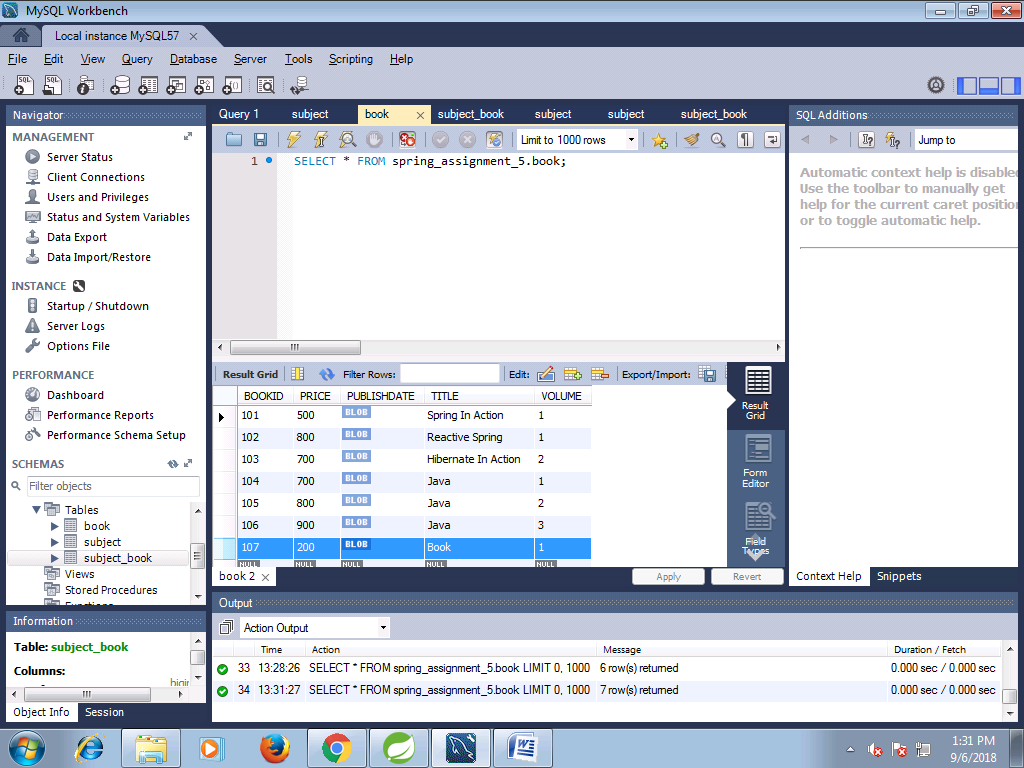 MySQL Workbench
Local instance MySQL57
File Edit View Query Database Server Tools Scripting Help
Navigator
MANAGEMENT
Server Status
Client Connections
Users and Privileges
Status and System Variables
Data Export
Data Import/Restore
INSTANCE
Startup / Shutdown
Server Logs
Options File
PERFORMANCE
Dashboard
Performance Reports
Performance Schema Setup
SCHEMAS
Filter objects
Tables
book
subject
subject_book
Views
Stored Procedures
Functions
Information
Table: subject_book
Columns:
Object Info Session
Query 1 subject book subject_book subject subject subject_book
Limit to 1000 rows
1 SELECT * FROM spring_assignment_5.book;
Result Grid Filter Rows: Edit: Export/Import:
BOOKID PRICE PUBLISHDATE TITLE VOLUME
101 500 BLOB Spring In Action 1
102 800 BLOB Reactive Spring 1
103 700 BLOB Hibernate In Action 2
104 700 BLOB Java 1
105 800 BLOB Java 2
106 900 BLOB Java 3
107 200 BLOB Book 1
NULL NULL NULL NULL NULL
Result
Grid
Form
Editor
Field
Types
book 2
Apply Revert
SQL Additions
Jump to
Automatic context help is disabled
Use the toolbar to manually get
help for the current caret position
or to toggle automatic help.
Context Help Snippets
Output
Action Output
Time Action Message Duration / Fetch
33 13:28:26 SELECT * FROM spring_assignment_5.book LIMIT 0, 1000 6 row(s) returned 0.000 sec / 0.000 sec
34 13:31:27 SELECT * FROM spring_assignment_5.book LIMIT 0, 1000 7 row(s) returned 0.000 sec / 0.000 sec
1:31 PM
9/6/2018